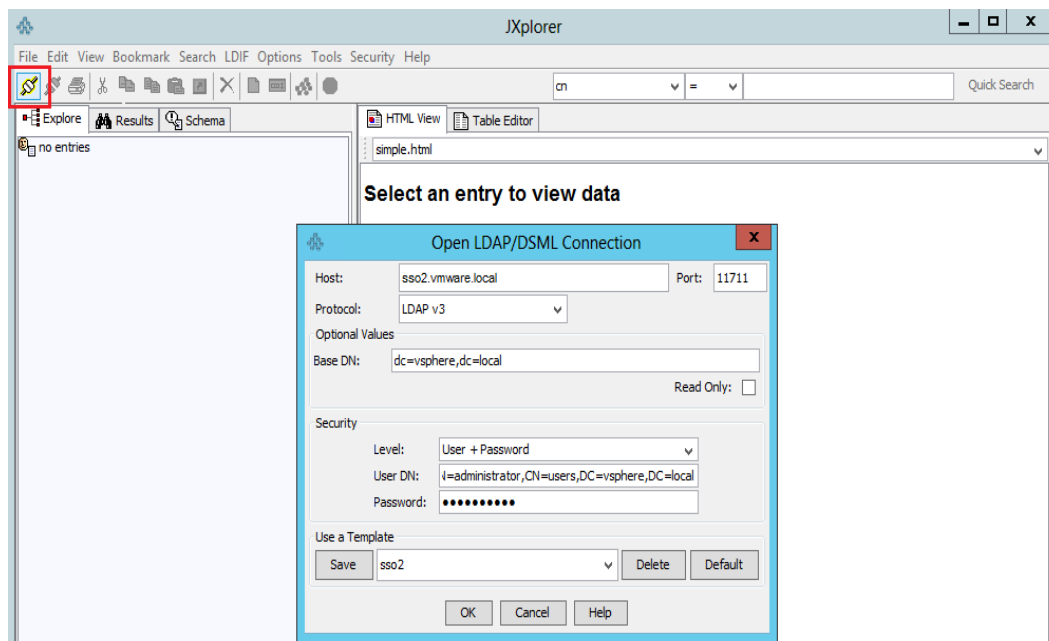 JXplorer
File Edit View Bookmark Search LDIF Options Tools Security Help
cn = Quick Search
Explore Results Schema HTML View Table Editor
no entries simple.html
Select an entry to view data
Open LDAP/DSML Connection
Host: sso2.vmware.local Port: 11711
Protocol: LDAP v3
Optional Values
Base DN: dc=vsphere,dc=local
Read Only:
Security
Level: User + Password
User DN: =administrator,CN=users,DC=vsphere,DC=local
Password: ••••••••••
Use a Template
Save sso2 Delete Default
OK Cancel Help